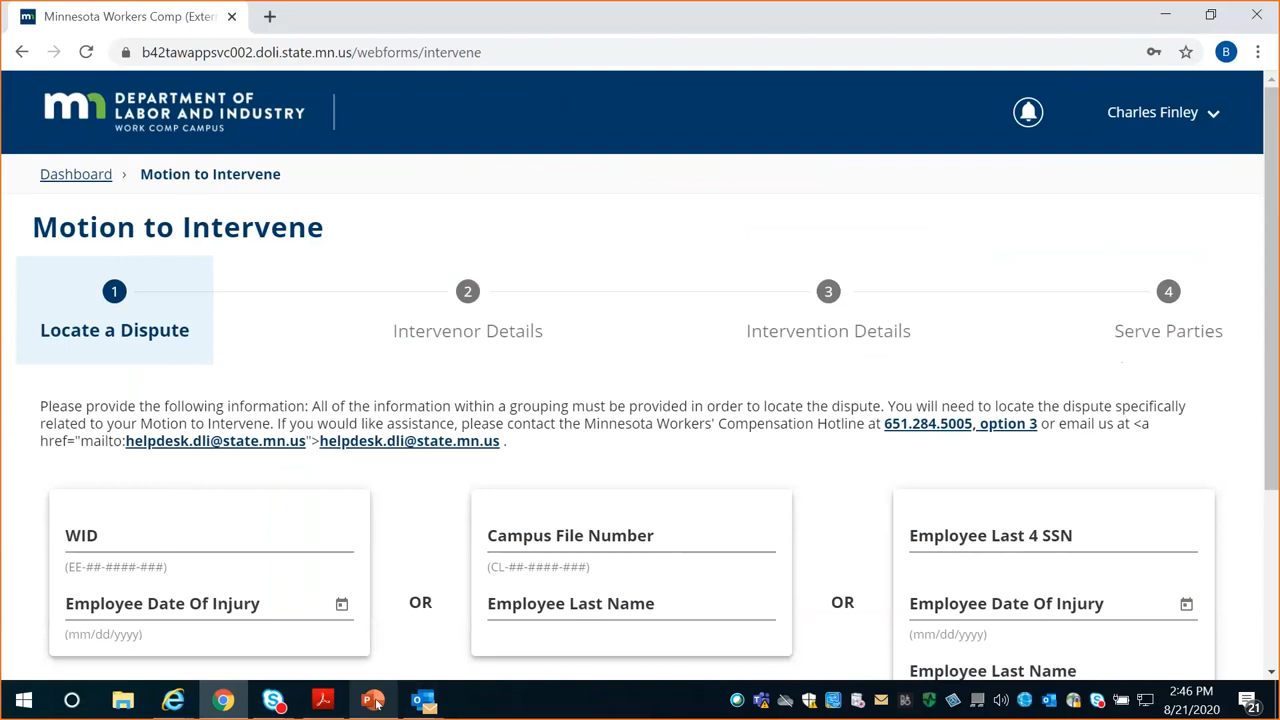 Minnesota Workers Comp (Exter
b42tawappsvc002.doli.state.mn.us/webforms/intervene
B
mn DEPARTMENT OF
LABOR AND INDUSTRY
WORK COMP CAMPUS
Charles Finley
Dashboard › Motion to Intervene
Motion to Intervene
1 2 3 4
Locate a Dispute Intervenor Details Intervention Details Serve Parties
Please provide the following information: All of the information within a grouping must be provided in order to locate the dispute. You will need to locate the dispute specifically
related to your Motion to Intervene. If you would like assistance, please contact the Minnesota Workers' Compensation Hotline at 651.284.5005, option 3 or email us at <a
href="mailto:helpdesk.dli@state.mn.us">helpdesk.dli@state.mn.us .
WID
(EE-##-####-###)
Employee Date Of Injury
(mm/dd/yyyy)
OR
Campus File Number
(CL-##-####-###)
Employee Last Name
OR
Employee Last 4 SSN
Employee Date Of Injury
(mm/dd/yyyy)
Employee Last Name
2:46 PM
8/21/2020
21